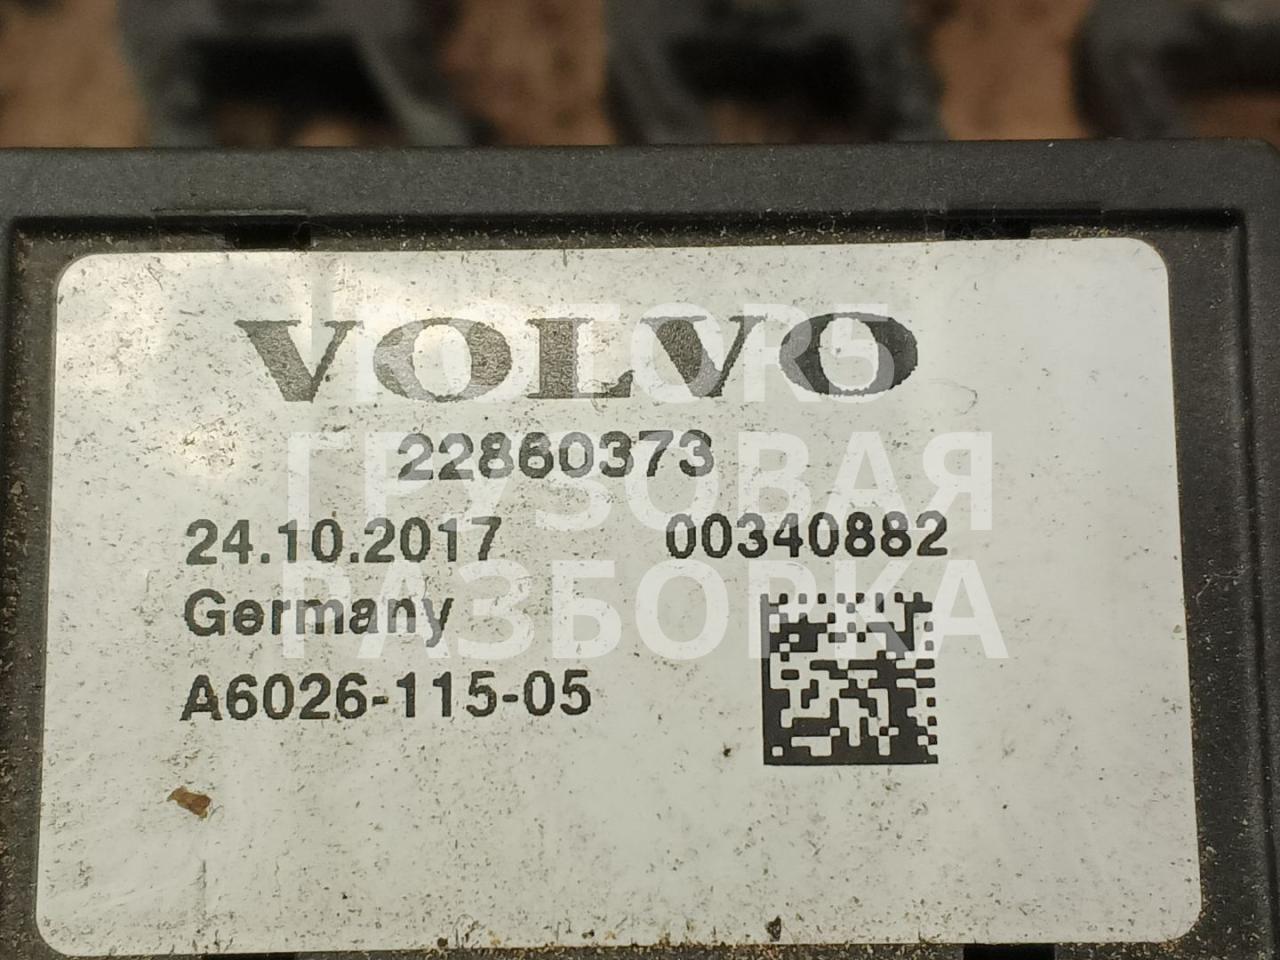 VOLVO
22860373
24.10.2017 00340882
Germany
A6026-115-05
ГРУЗОВАЯ
РАЗБОРКА